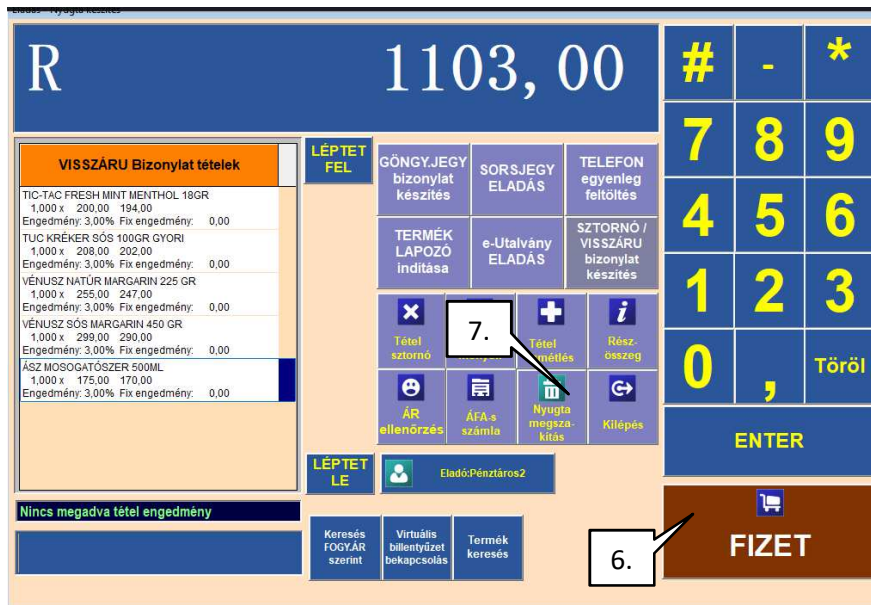 Eladás - Nyugta készítés
R 1103,00
# - *
7 8 9
4 5 6
1 2 3
0 , Töröl
ENTER
FIZET
VISSZÁRU Bizonylat tételek
TIC-TAC FRESH MINT MENTHOL 18GR
1,000 x 200,00 194,00
Engedmény: 3,00% Fix engedmény: 0,00
TUC KRÉKER SÓS 100GR GYORI
1,000 x 208,00 202,00
Engedmény: 3,00% Fix engedmény: 0,00
VÉNUSZ NATÚR MARGARIN 225 GR
1,000 x 255,00 247,00
Engedmény: 3,00% Fix engedmény: 0,00
VÉNUSZ SÓS MARGARIN 450 GR
1,000 x 299,00 290,00
Engedmény: 3,00% Fix engedmény: 0,00
ÁSZ MOSOGATÓSZER 500ML
1,000 x 175,00 170,00
Engedmény: 3,00% Fix engedmény: 0,00
LÉPTET
FEL
GÖNGY.JEGY
bizonylat
készítés
SORSJEGY
ELADÁS
TELEFON
egyenleg
feltöltés
TERMÉK
LAPOZÓ
indítása
e-Utalvány
ELADÁS
SZTORNÓ /
VISSZÁRU
bizonylat
készítés
Tétel
sztornó
7.
Tétel
Rész-
összeg
ÁR
ellenőrzés
ÁFA-s
számla
Nyugta
megsza-
kítás
Kilépés
LÉPTET
LE
Eladó:Pénztáros2
Nincs megadva tétel engedmény
Keresés
FOGY.ÁR
szerint
Virtuális
billentyűzet
bekapcsolás
Termék
keresés
6.